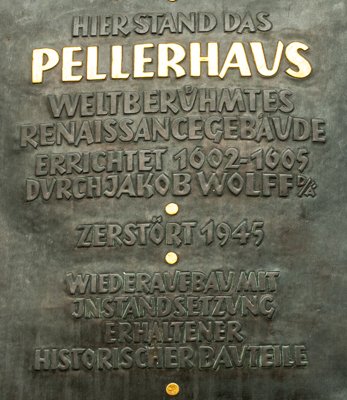 HIER STAND DAS
PELLERHAUS
WELTBERÜHMTES
RENAISSANCEGEBÄUDE
ERRICHTET 1602-1605
DVRCH JAKOB WOLFF D/Ä
ZERSTÖRT 1945
WIEDERAUFBAU MIT
INSTANDSETZUNG
ERHALTENER
HISTORISCHER BAUTEILE